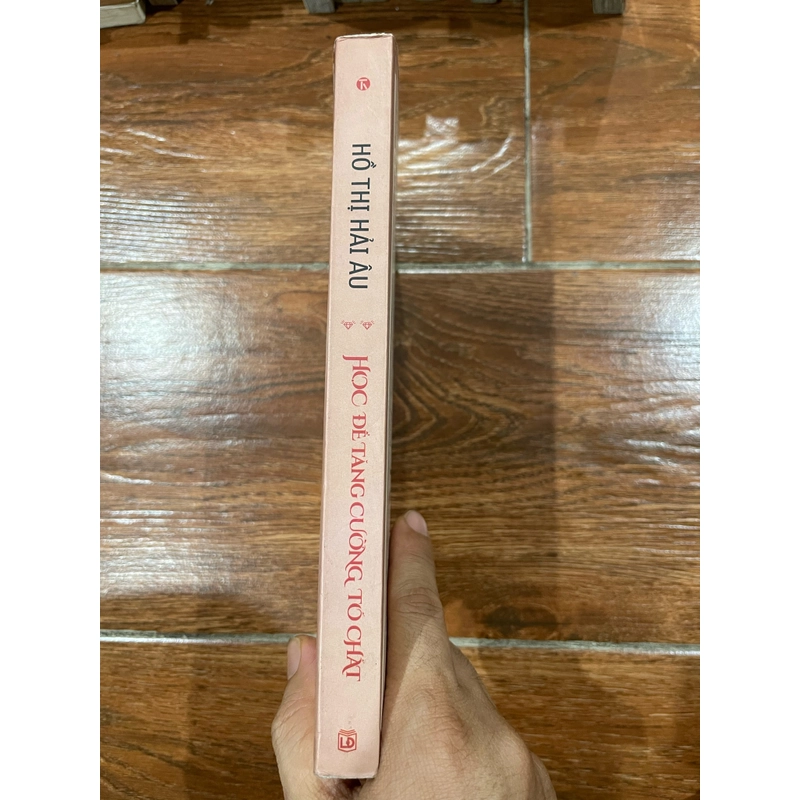 HỒ THỊ HẢI ÂU
HỌC ĐỂ TĂNG CƯỜNG TỐ CHẤT